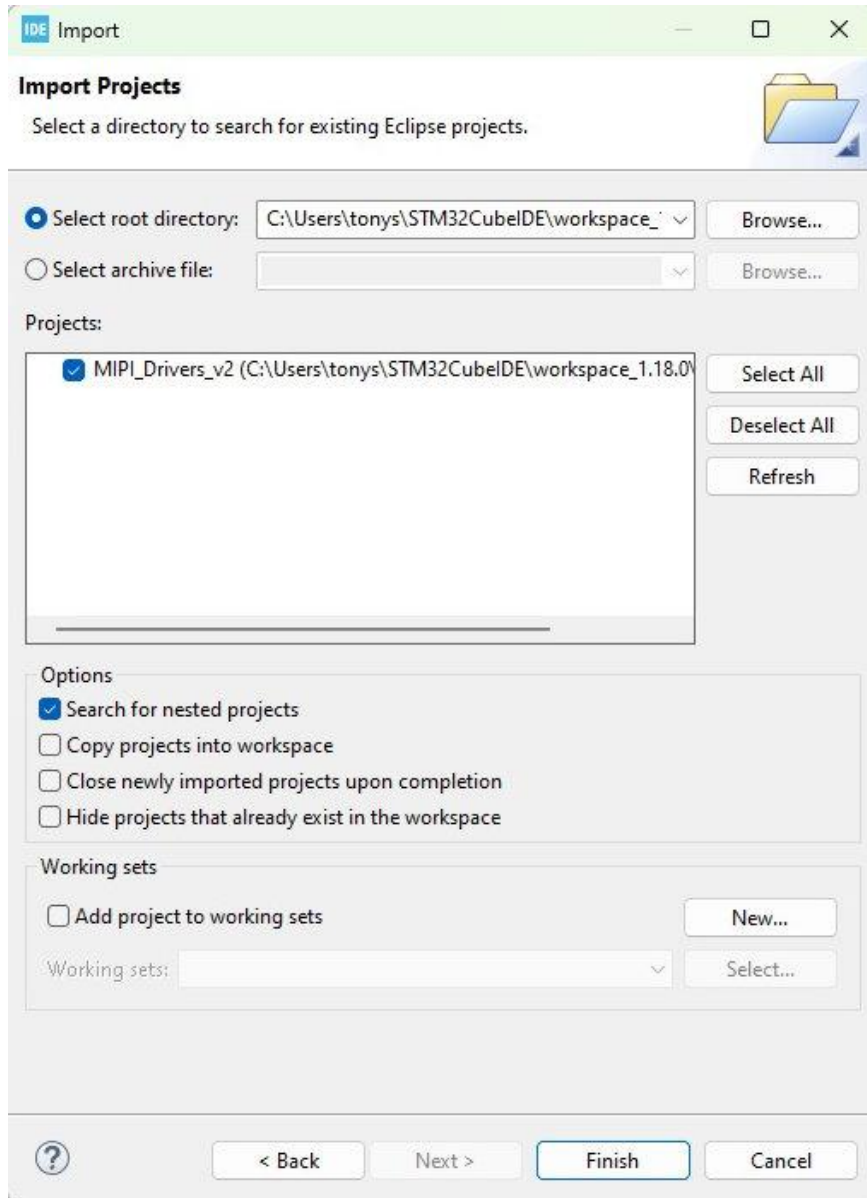 IDE Import
Import Projects
Select a directory to search for existing Eclipse projects.
Select root directory: C:\Users\tonys\STM32CubeIDE\workspace_ Browse...
Select archive file: Browse...
Projects:
MIPI_Drivers_v2 (C:\Users\tonys\STM32CubeIDE\workspace_1.18.0\ Select All
Deselect All
Refresh
Options
Search for nested projects
Copy projects into workspace
Close newly imported projects upon completion
Hide projects that already exist in the workspace
Working sets
Add project to working sets New...
Working sets: Select...
? < Back Next > Finish Cancel